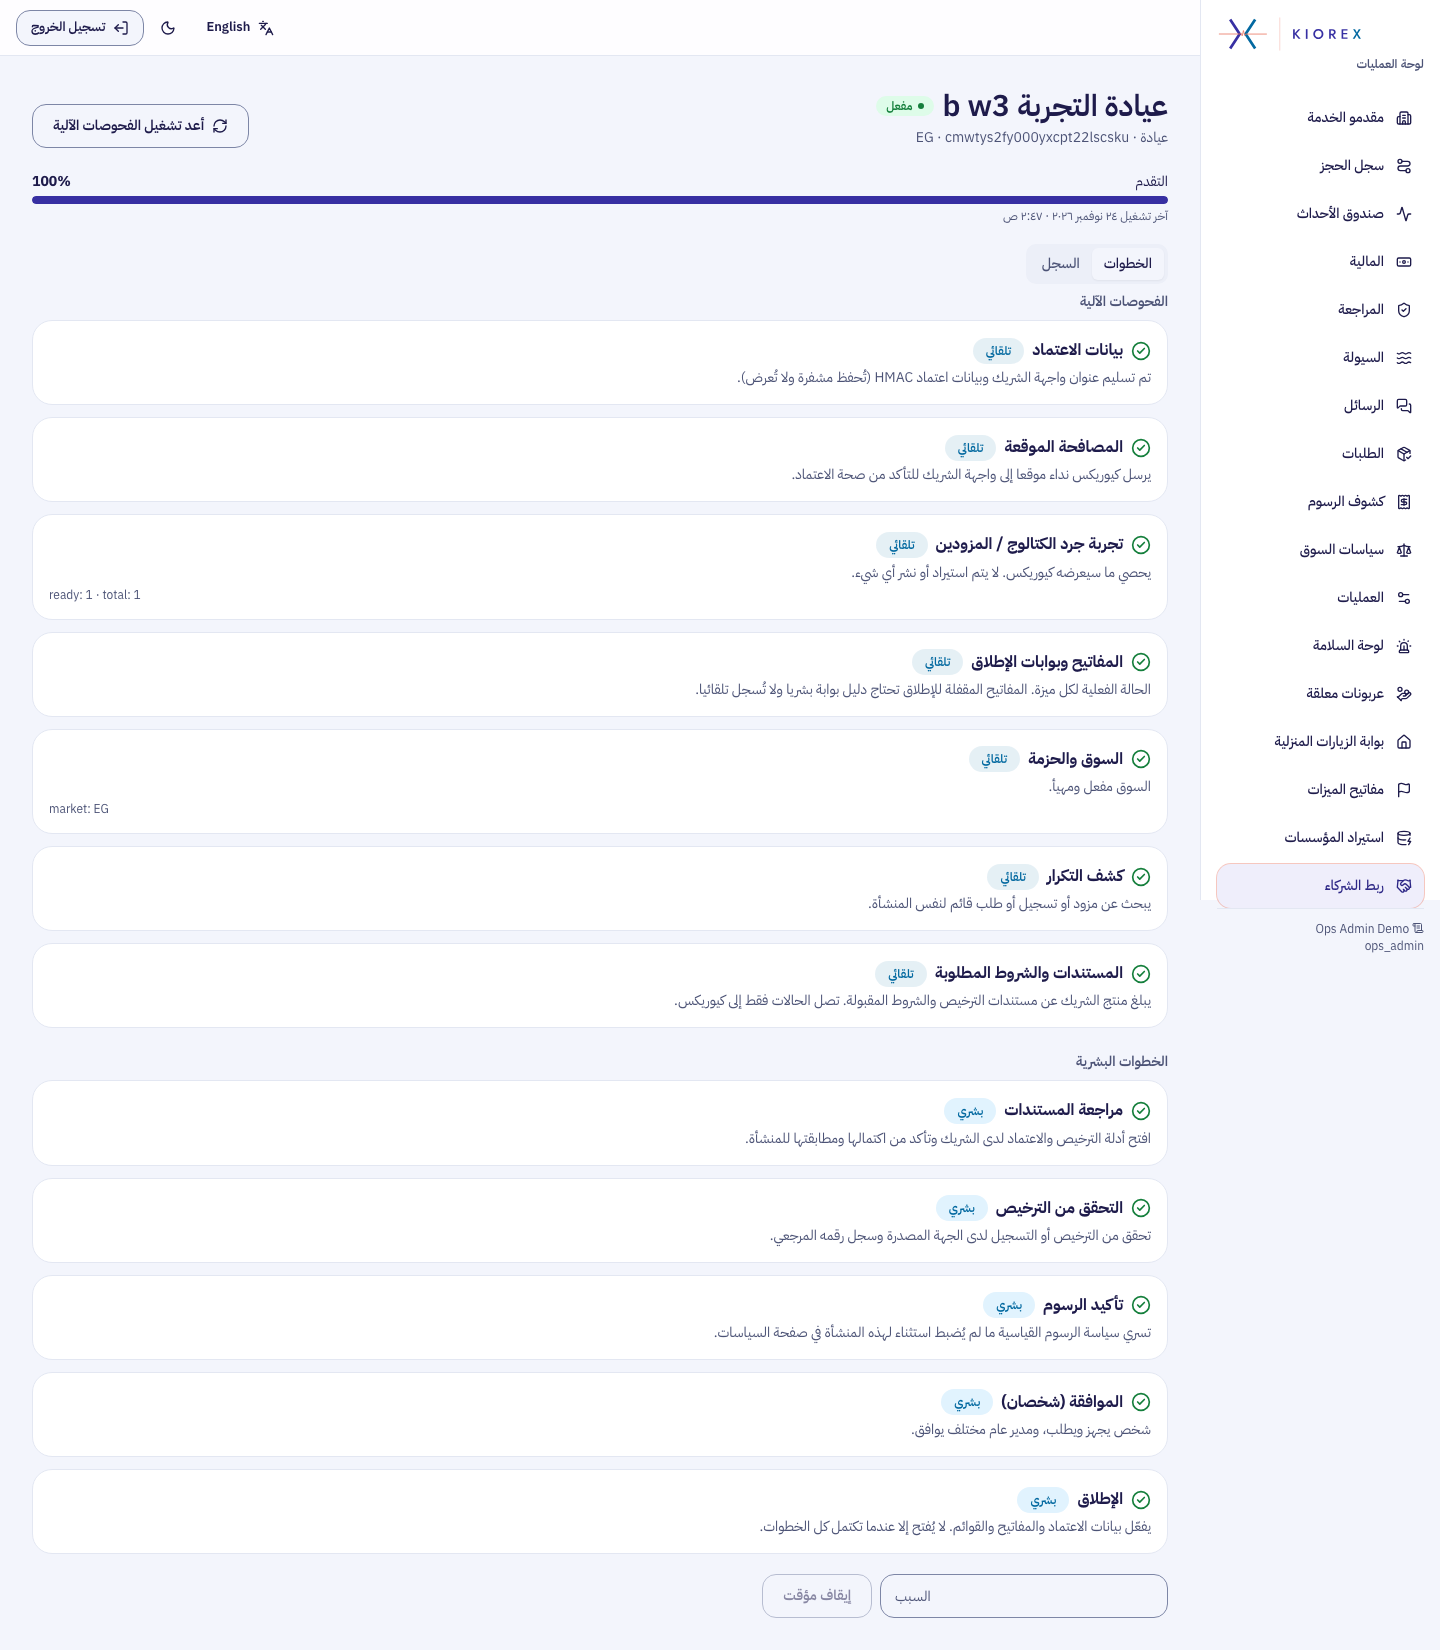 KIOREX
لوحة العمليات
مقدمو الخدمة
سجل الحجز
صندوق الأحداث
المالية
المراجعة
السيولة
الرسائل
الطلبات
كشوف الرسوم
سياسات السوق
العمليات
لوحة السلامة
عربونات معلقة
بوابة الزيارات المنزلية
مفاتيح الميزات
استيراد المؤسسات
ربط الشركاء
Ops Admin Demo
ops_admin
English
تسجيل الخروج
عيادة التجربة b w3
مفعل
عيادة · EG · cmwtys2fy000yxcpt22lscsku
أعد تشغيل الفحوصات الآلية
التقدم
100%
آخر تشغيل ٢٤ نوفمبر ٢٠٢٦ · ٢:٤٧ ص
الخطوات
السجل
الفحوصات الآلية
بيانات الاعتماد تلقائي
تم تسليم عنوان واجهة الشريك وبيانات اعتماد HMAC (تُحفظ مشفرة ولا تُعرض).
المصافحة الموقعة تلقائي
يرسل كيوريكس نداء موقعا إلى واجهة الشريك للتأكد من صحة الاعتماد.
تجربة جرد الكتالوج / المزودين تلقائي
يحصي ما سيعرضه كيوريكس. لا يتم استيراد أو نشر أي شيء.
ready: 1 · total: 1
المفاتيح وبوابات الإطلاق تلقائي
الحالة الفعلية لكل ميزة. المفاتيح المقفلة للإطلاق تحتاج دليل بوابة بشريا ولا تُسجل تلقائيا.
السوق والحزمة تلقائي
السوق مفعل ومهيأ.
market: EG
كشف التكرار تلقائي
يبحث عن مزود أو تسجيل أو طلب قائم لنفس المنشأة.
المستندات والشروط المطلوبة تلقائي
يبلغ منتج الشريك عن مستندات الترخيص والشروط المقبولة. تصل الحالات فقط إلى كيوريكس.
الخطوات البشرية
مراجعة المستندات بشري
افتح أدلة الترخيص والاعتماد لدى الشريك وتأكد من اكتمالها ومطابقتها للمنشأة.
التحقق من الترخيص بشري
تحقق من الترخيص أو التسجيل لدى الجهة المصدرة وسجل رقمه المرجعي.
تأكيد الرسوم بشري
تسري سياسة الرسوم القياسية ما لم يُضبط استثناء لهذه المنشأة في صفحة السياسات.
الموافقة (شخصان) بشري
شخص يجهز ويطلب، ومدير عام مختلف يوافق.
الإطلاق بشري
يفعّل بيانات الاعتماد والمفاتيح والقوائم. لا يُفتح إلا عندما تكتمل كل الخطوات.
السبب
إيقاف مؤقت